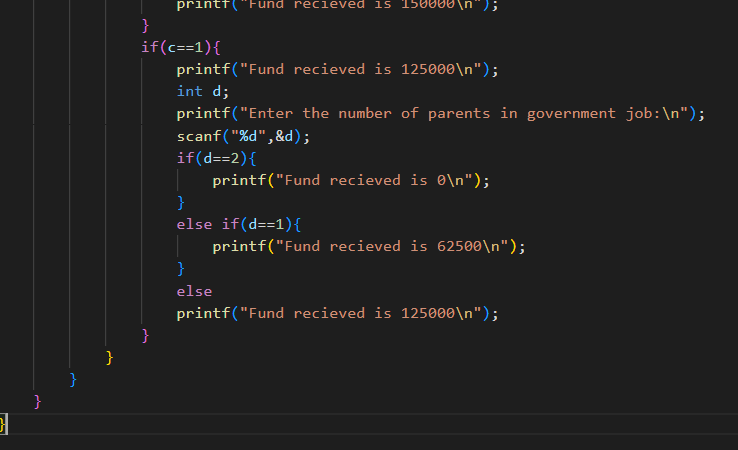 printf("Fund recieved is 150000\n");
}
if(c==1){
printf("Fund recieved is 125000\n");
int d;
printf("Enter the number of parents in government job:\n");
scanf("%d",&d);
if(d==2){
printf("Fund recieved is 0\n");
}
else if(d==1){
printf("Fund recieved is 62500\n");
}
else
printf("Fund recieved is 125000\n");
}
}
}
}
}